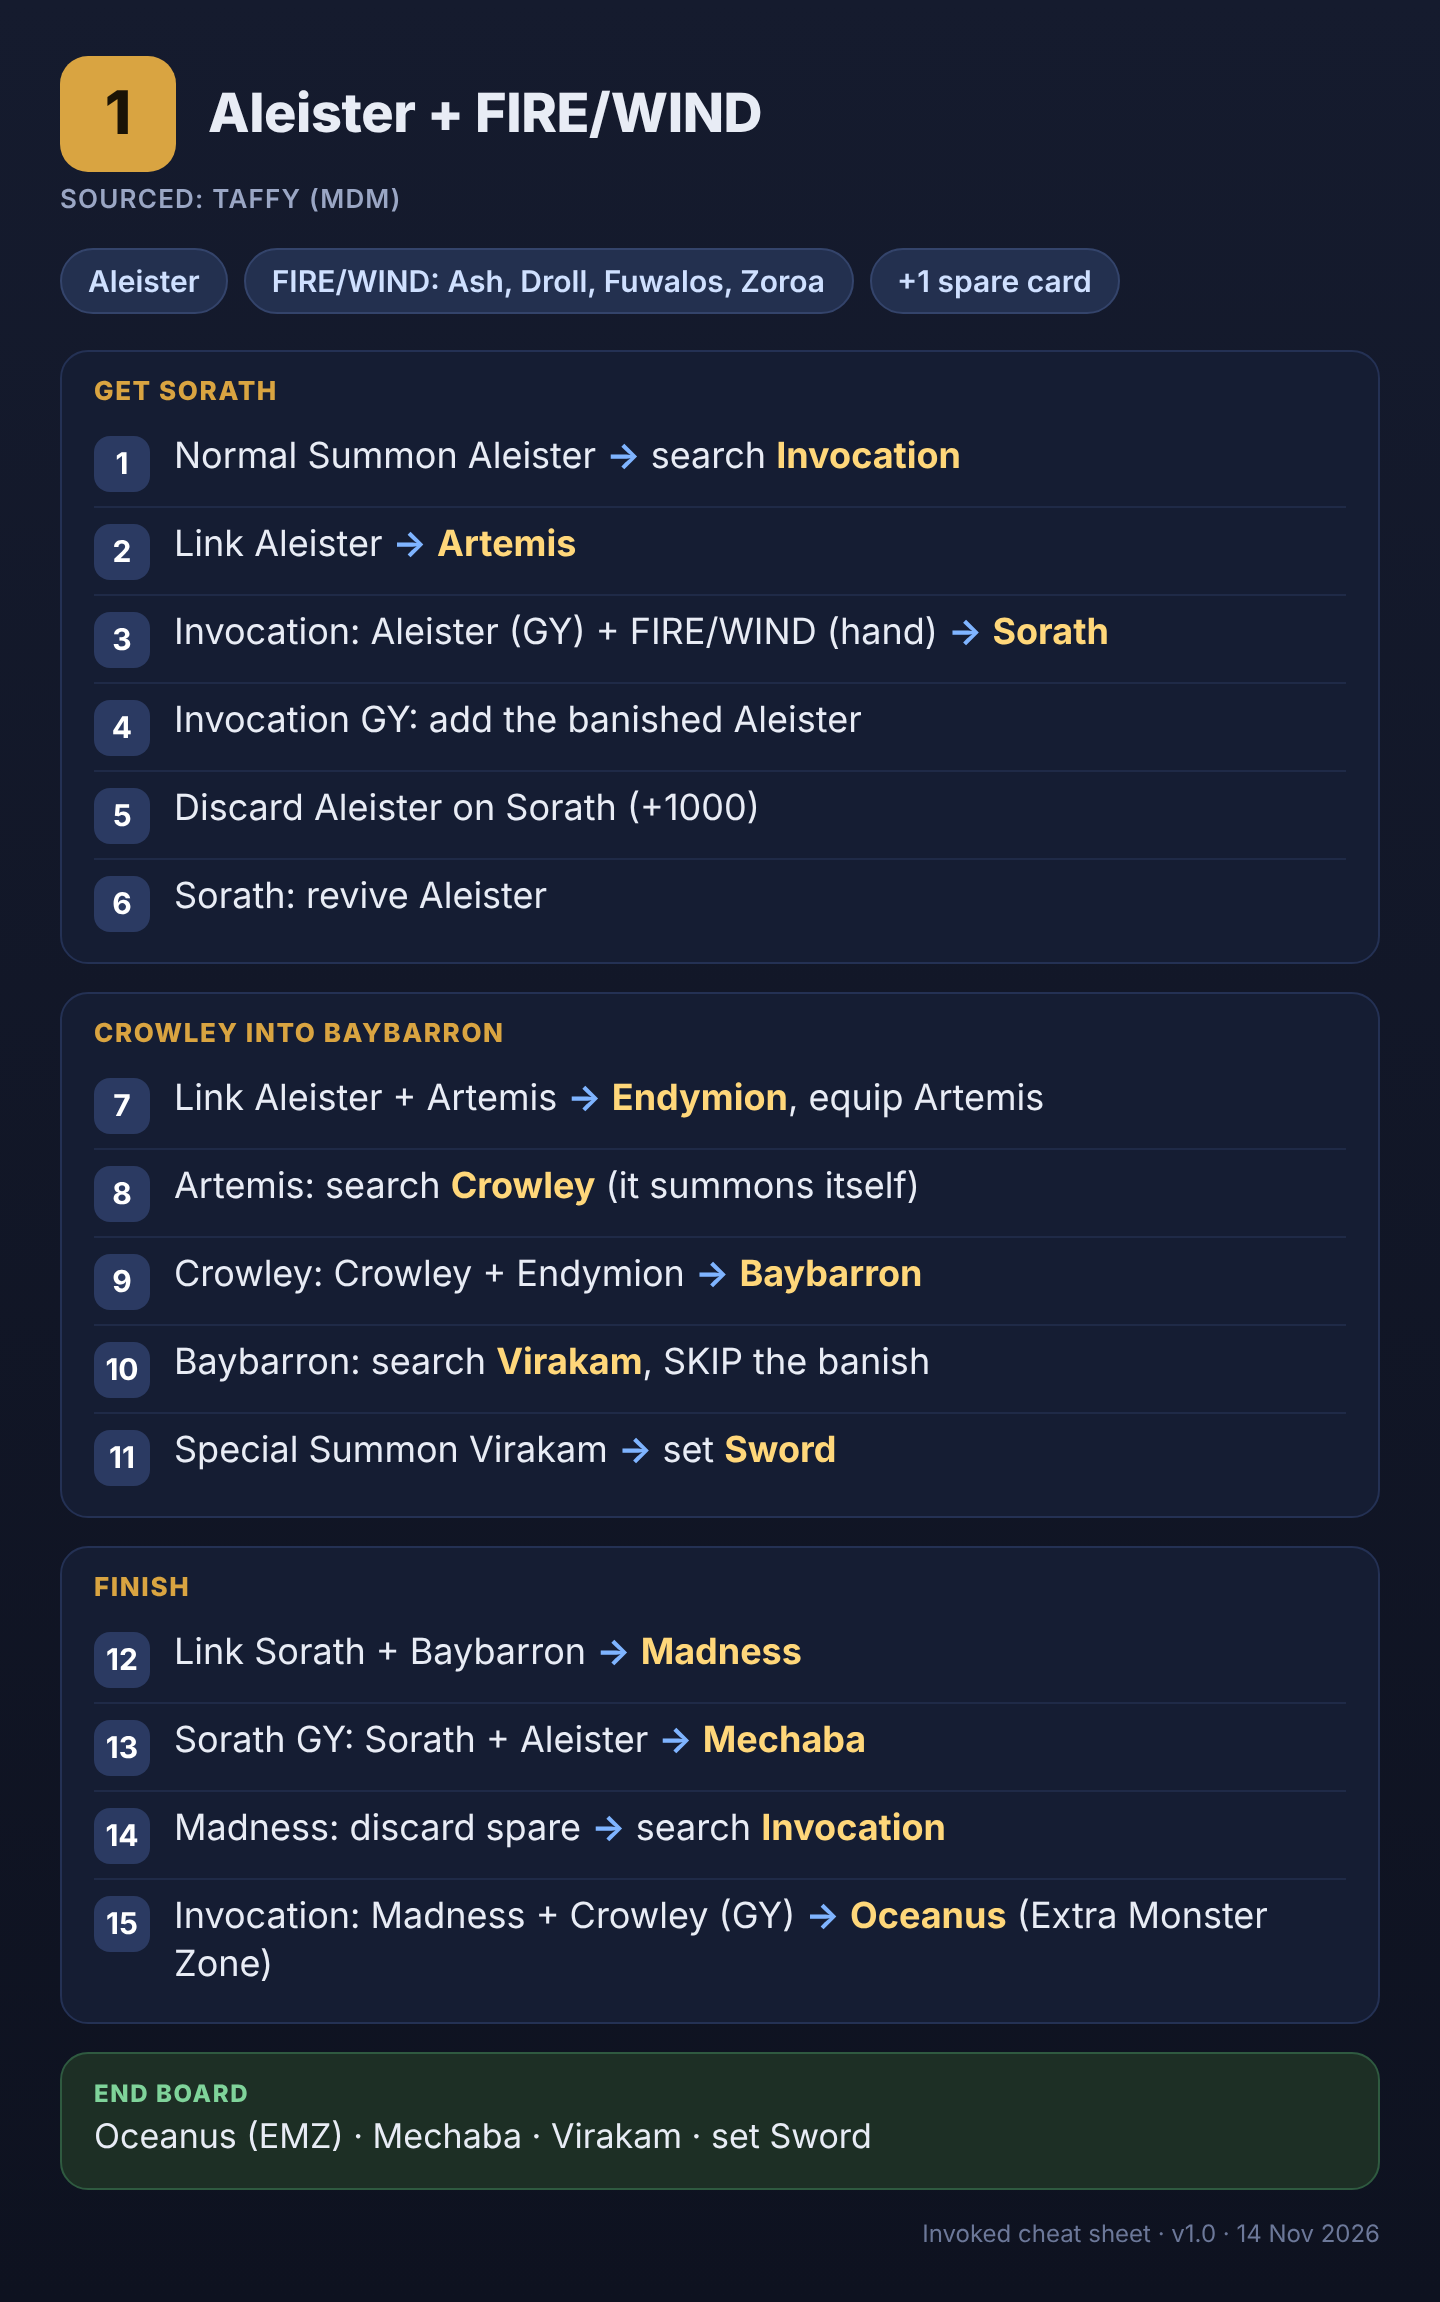 1
Aleister + FIRE/WIND
SOURCED: TAFFY (MDM)
Aleister
FIRE/WIND: Ash, Droll, Fuwalos, Zoroa
+1 spare card
GET SORATH
1 Normal Summon Aleister → search Invocation
2 Link Aleister → Artemis
3 Invocation: Aleister (GY) + FIRE/WIND (hand) → Sorath
4 Invocation GY: add the banished Aleister
5 Discard Aleister on Sorath (+1000)
6 Sorath: revive Aleister
CROWLEY INTO BAYBARRON
7 Link Aleister + Artemis → Endymion, equip Artemis
8 Artemis: search Crowley (it summons itself)
9 Crowley: Crowley + Endymion → Baybarron
10 Baybarron: search Virakam, SKIP the banish
11 Special Summon Virakam → set Sword
FINISH
12 Link Sorath + Baybarron → Madness
13 Sorath GY: Sorath + Aleister → Mechaba
14 Madness: discard spare → search Invocation
15 Invocation: Madness + Crowley (GY) → Oceanus (Extra Monster
Zone)
END BOARD
Oceanus (EMZ) · Mechaba · Virakam · set Sword
Invoked cheat sheet · v1.0 · 14 Nov 2026